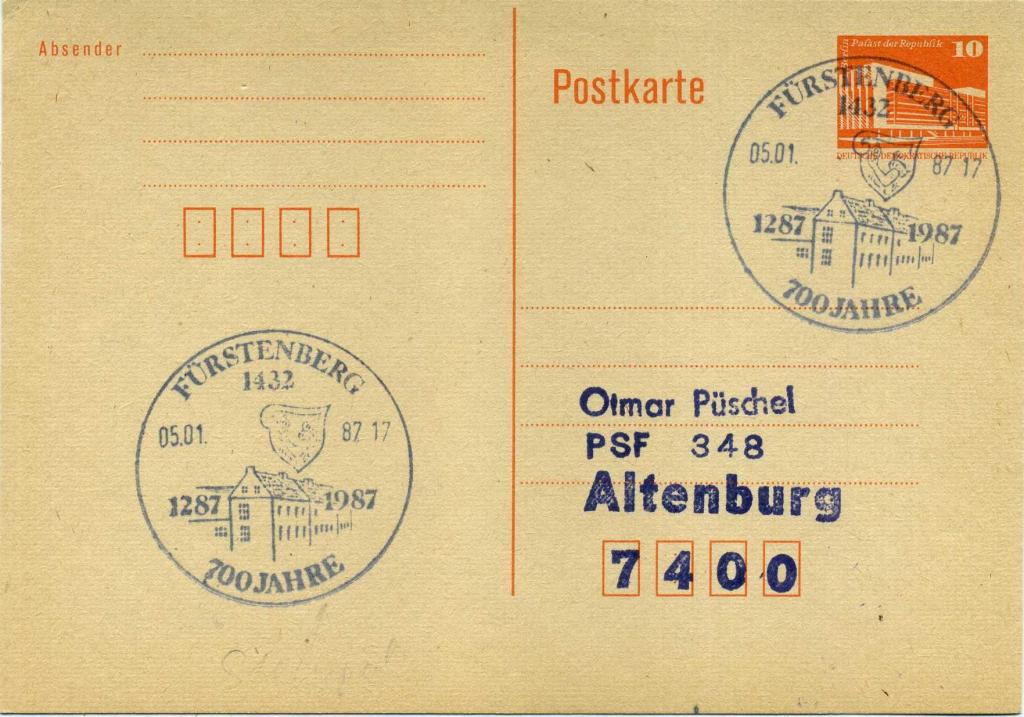 Absender
Postkarte
Berlin
Palast der Republik 10
DEUTSCHE DEMOKRATISCHE REPUBLIK
FÜRSTENBERG
1432
05.01. 87 17
1287 1987
700 JAHRE
Otmar Püschel
PSF 348
Altenburg
7400
FÜRSTENBERG
1432
05.01. 87 17
1287 1987
700 JAHRE